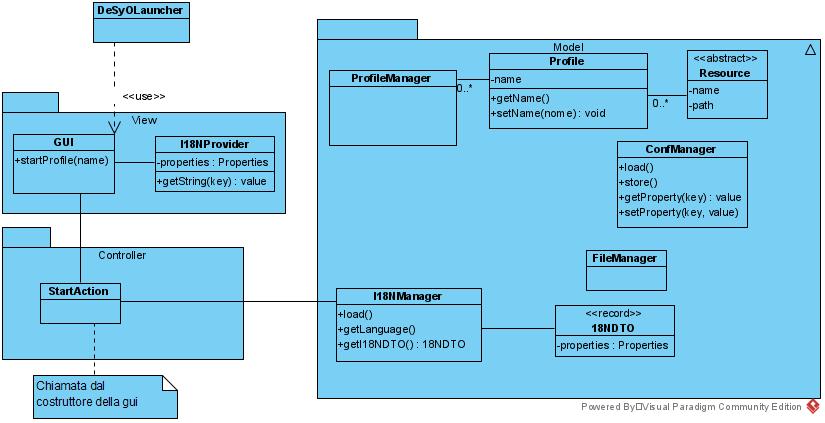 DeSyOLauncher
<<use>>
View
GUI
+startProfile(name)
I18NProvider
-properties : Properties
+getString(key) : value
Controller
StartAction
Chiamata dal
costruttore della gui
Model
ProfileManager
0..*
Profile
-name
+getName()
+setName(nome) : void
0..*
<<abstract>>
Resource
-name
-path
ConfManager
+load()
+store()
+getProperty(key) : value
+setProperty(key, value)
FileManager
I18NManager
+load()
+getLanguage()
+getI18NDTO() : 18NDTO
<<record>>
18NDTO
-properties : Properties
Powered By Visual Paradigm Community Edition